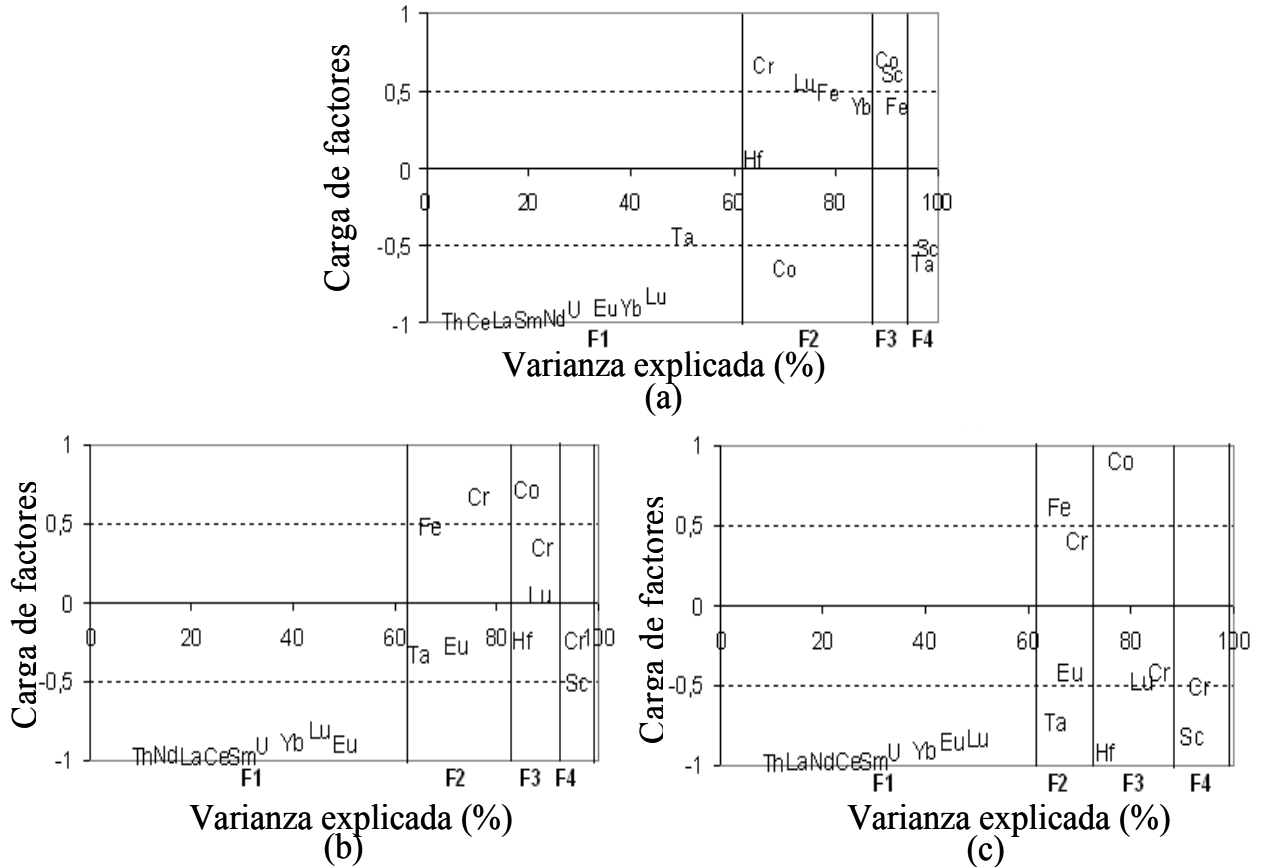 1
Cr
Co
Sc
Lu
Fe
0,5
Yb
Fe
Hf
0
0 20 40 60 80 100
Ta
-0,5
Sc
Co
Ta
Th Ce La Sm Nd U Eu Yb Lu
-1
F1 F2 F3 F4
Carga de factores
Varianza explicada (%)
(a)
1
Cr Co
0,5
Fe
Cr
Lu
0
0 20 40 60 80 100
Ta Eu Hf Cr
-0,5
Sc
Th Nd La Ce Sm U Yb Lu Eu
-1
F1 F2 F3 F4
Carga de factores
Varianza explicada (%)
(b)
1
Co
Fe
0,5
Cr
0
0 20 40 60 80 100
Eu Cr
-0,5
Lu Cr
Ta Sc
Hf
Th La Nd Ce Sm U Yb Eu Lu
-1
F1 F2 F3 F4
Carga de factores
Varianza explicada (%)
(c)